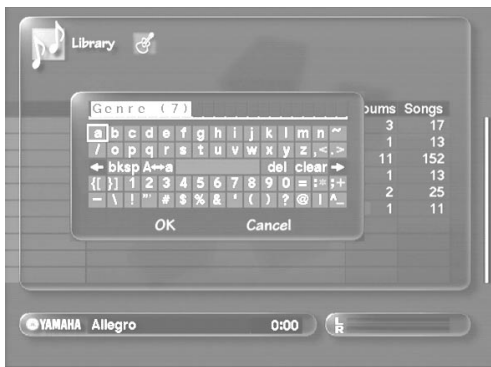 Library
Albums Songs
Genre (7)
3 17
1 13
11 152
1 13
2 25
1 11
a b c d e f g h i j k l m n ~
/ o p q r s t u v w x y z ,< .>
bksp A⇔a del clear
{[ }] 1 2 3 4 5 6 7 8 9 0 = :* ;+
- \ ! "' # $ % & ' ( ) ? @ | ^_
OK Cancel
YAMAHA Allegro 0:00 L
R